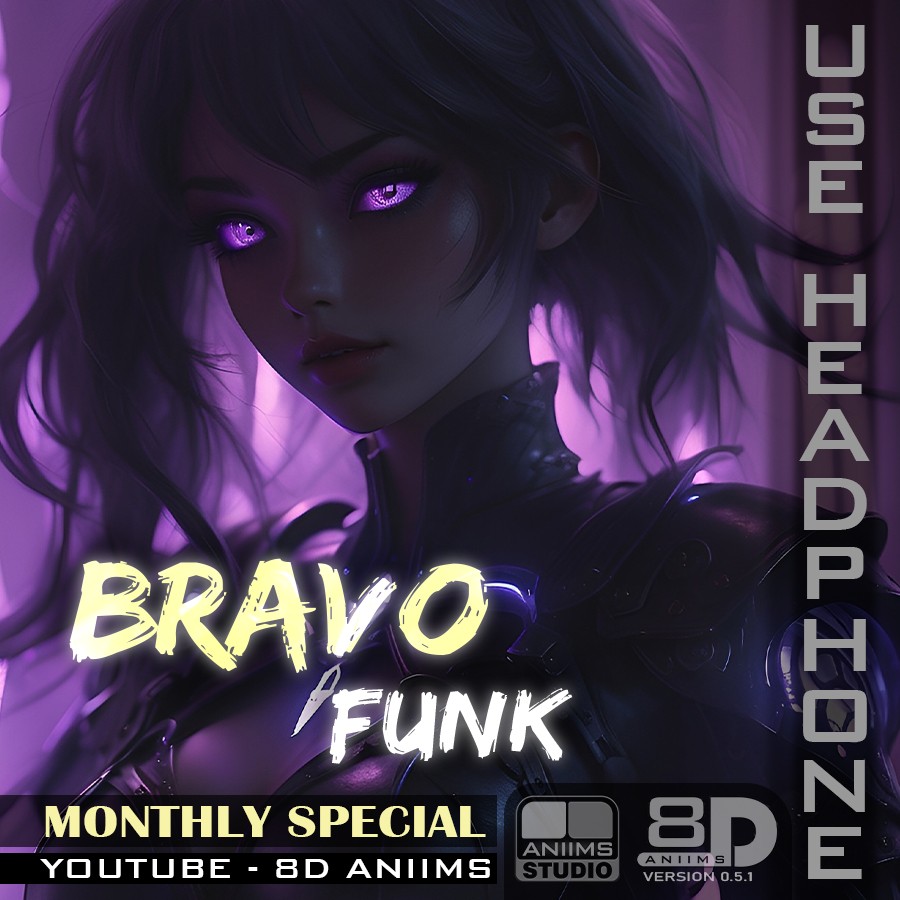 USE HEADPHONE
BRAVO
FUNK
MONTHLY SPECIAL
YOUTUBE - 8D ANIIMS
ANIIMS
STUDIO
8D
ANIIMS
VERSION 0.5.1